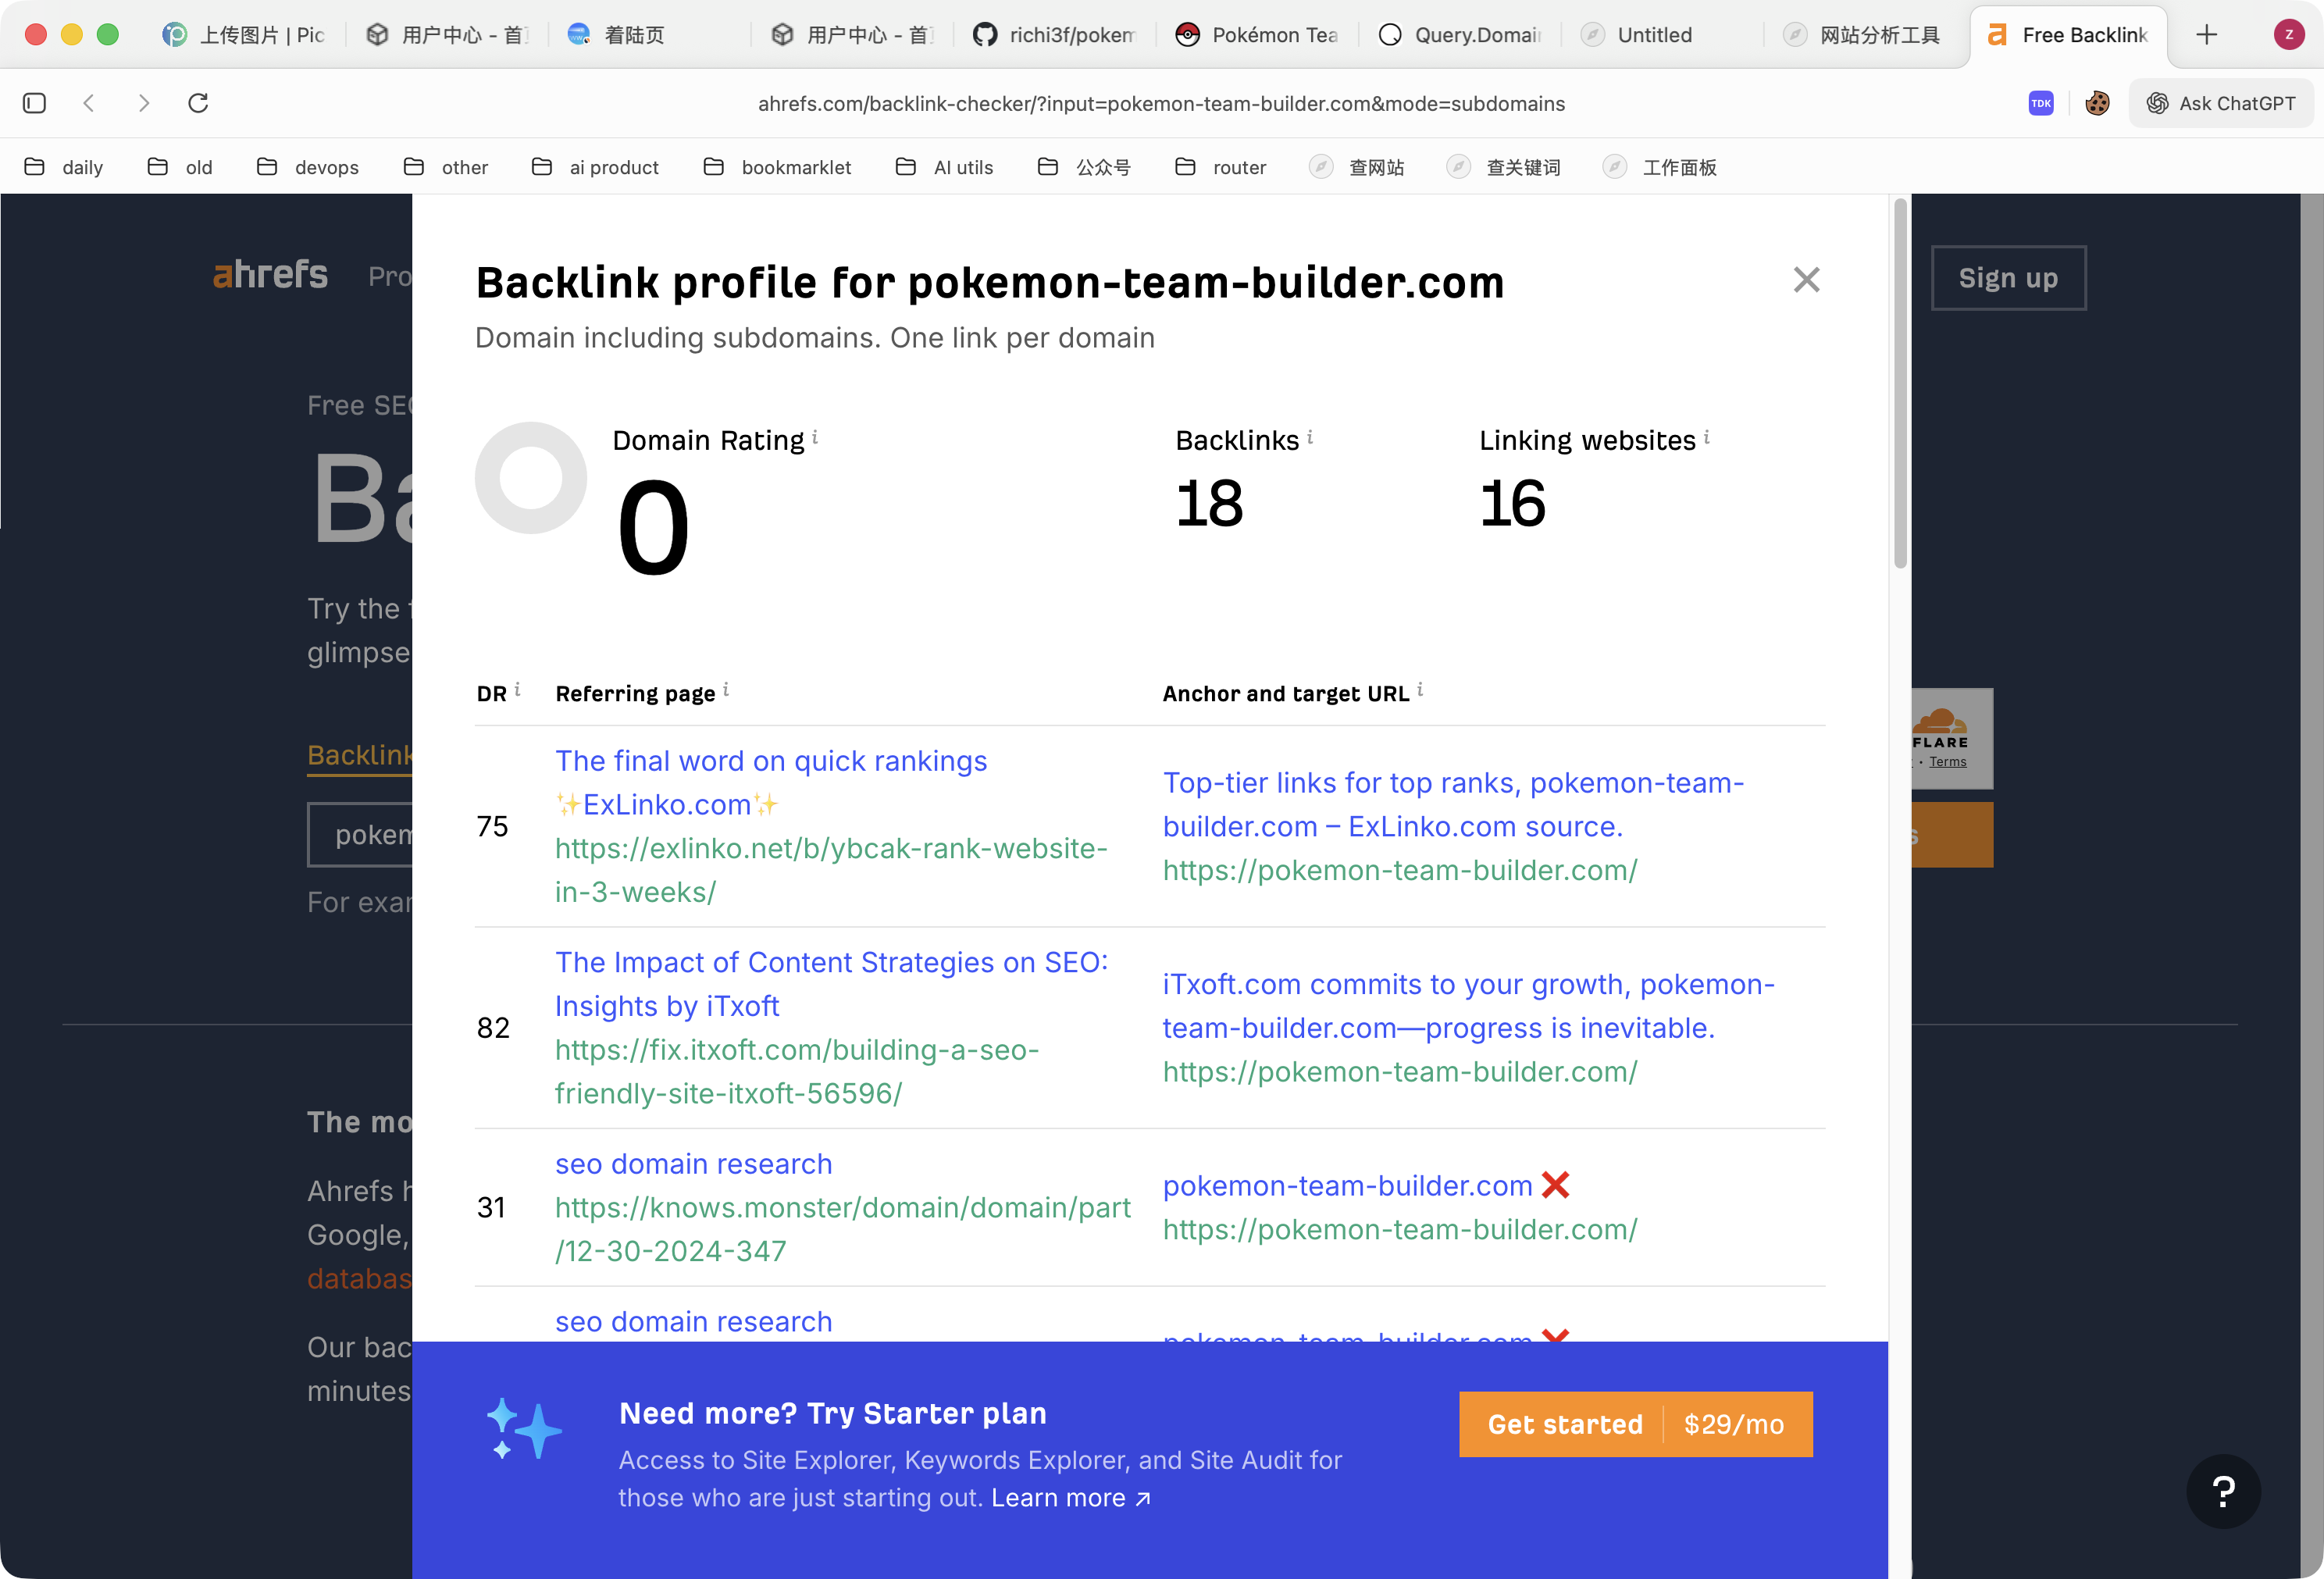 上传图片 | Pic
用户中心 - 首
着陆页
用户中心 - 首
richi3f/pokem
Pokémon Tea
Query.Domai
Untitled
网站分析工具
Free Backlink
Z
ahrefs.com/backlink-checker/?input=pokemon-team-builder.com&mode=subdomains
TDK
Ask ChatGPT
daily
old
devops
other
ai product
bookmarklet
AI utils
公众号
router
查网站
查关键词
工作面板
ahrefs
Pro
Sign up
Free SEO
Ba
Try the f
glimpse
Backlink
pokem
For exam
FLARE
• Terms
s
The mo
Ahrefs h
Google,
databas
Our bac
minutes
Backlink profile for pokemon-team-builder.com
Domain including subdomains. One link per domain
Domain Rating i
0
Backlinks i
18
Linking websites i
16
DR i
Referring page i
Anchor and target URL i
75
The final word on quick rankings
✨ExLinko.com✨
https://exlinko.net/b/ybcak-rank-website-
in-3-weeks/
Top-tier links for top ranks, pokemon-team-
builder.com – ExLinko.com source.
https://pokemon-team-builder.com/
82
The Impact of Content Strategies on SEO:
Insights by iTxoft
https://fix.itxoft.com/building-a-seo-
friendly-site-itxoft-56596/
iTxoft.com commits to your growth, pokemon-
team-builder.com—progress is inevitable.
https://pokemon-team-builder.com/
31
seo domain research
https://knows.monster/domain/domain/part
/12-30-2024-347
pokemon-team-builder.com ❌
https://pokemon-team-builder.com/
seo domain research
pokemon-team-builder.com ❌
Need more? Try Starter plan
Access to Site Explorer, Keywords Explorer, and Site Audit for
those who are just starting out. Learn more ↗
Get started
$29/mo
?